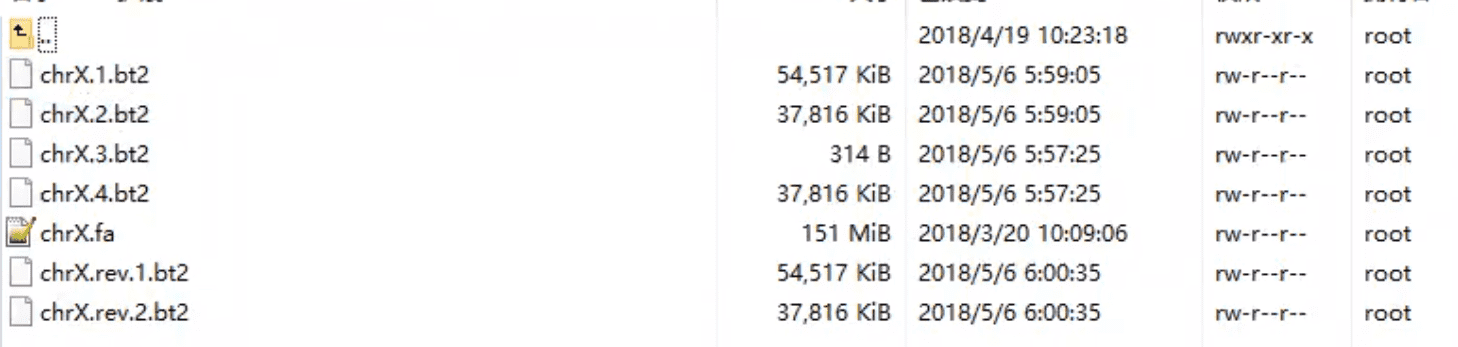 .. 2018/4/19 10:23:18 rwxr-xr-x root
chrX.1.bt2 54,517 KiB 2018/5/6 5:59:05 rw-r--r-- root
chrX.2.bt2 37,816 KiB 2018/5/6 5:59:05 rw-r--r-- root
chrX.3.bt2 314 B 2018/5/6 5:57:25 rw-r--r-- root
chrX.4.bt2 37,816 KiB 2018/5/6 5:57:25 rw-r--r-- root
chrX.fa 151 MiB 2018/3/20 10:09:06 rw-r--r-- root
chrX.rev.1.bt2 54,517 KiB 2018/5/6 6:00:35 rw-r--r-- root
chrX.rev.2.bt2 37,816 KiB 2018/5/6 6:00:35 rw-r--r-- root